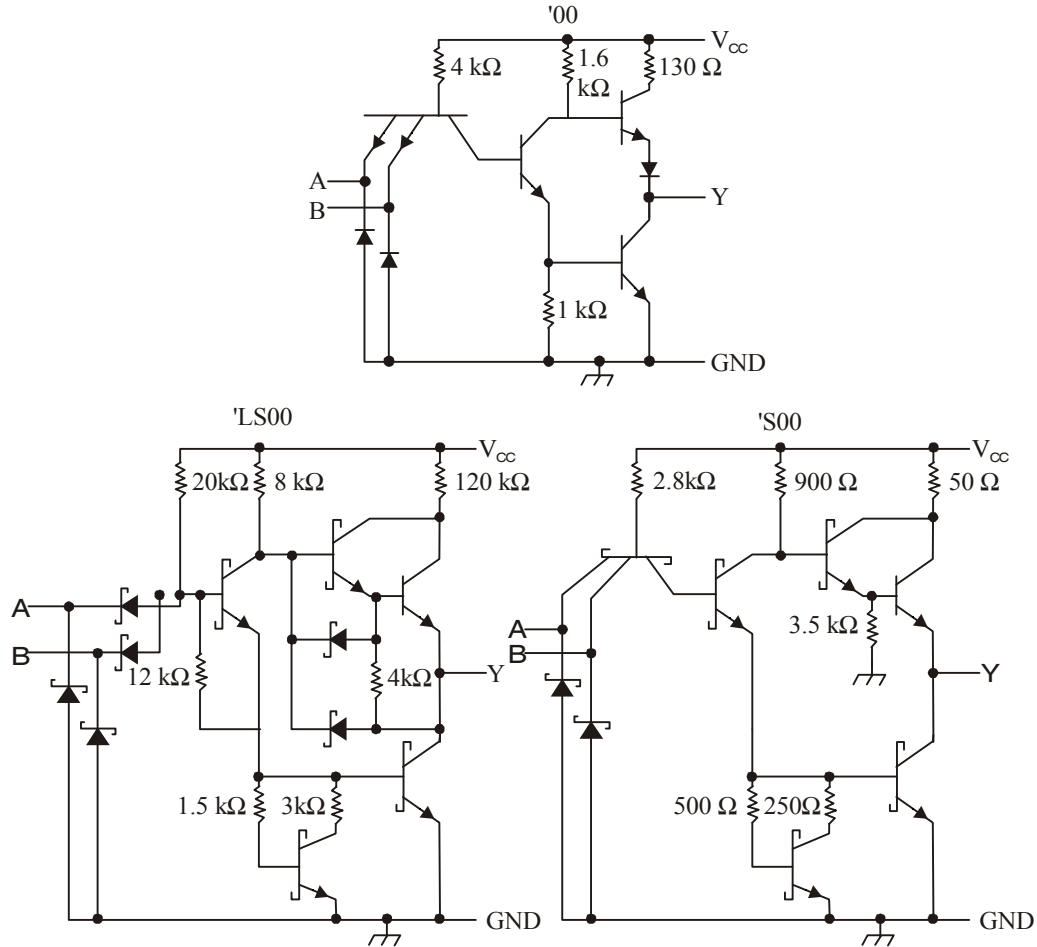 '00
V_CC
4 kΩ
1.6 kΩ
130 Ω
A
B
Y
1 kΩ
GND
'LS00
V_CC
20kΩ
8 kΩ
120 kΩ
A
B
12 kΩ
4kΩ
Y
1.5 kΩ
3kΩ
GND
'S00
V_CC
2.8kΩ
900 Ω
50 Ω
A
B
3.5 kΩ
Y
500 Ω
250Ω
GND